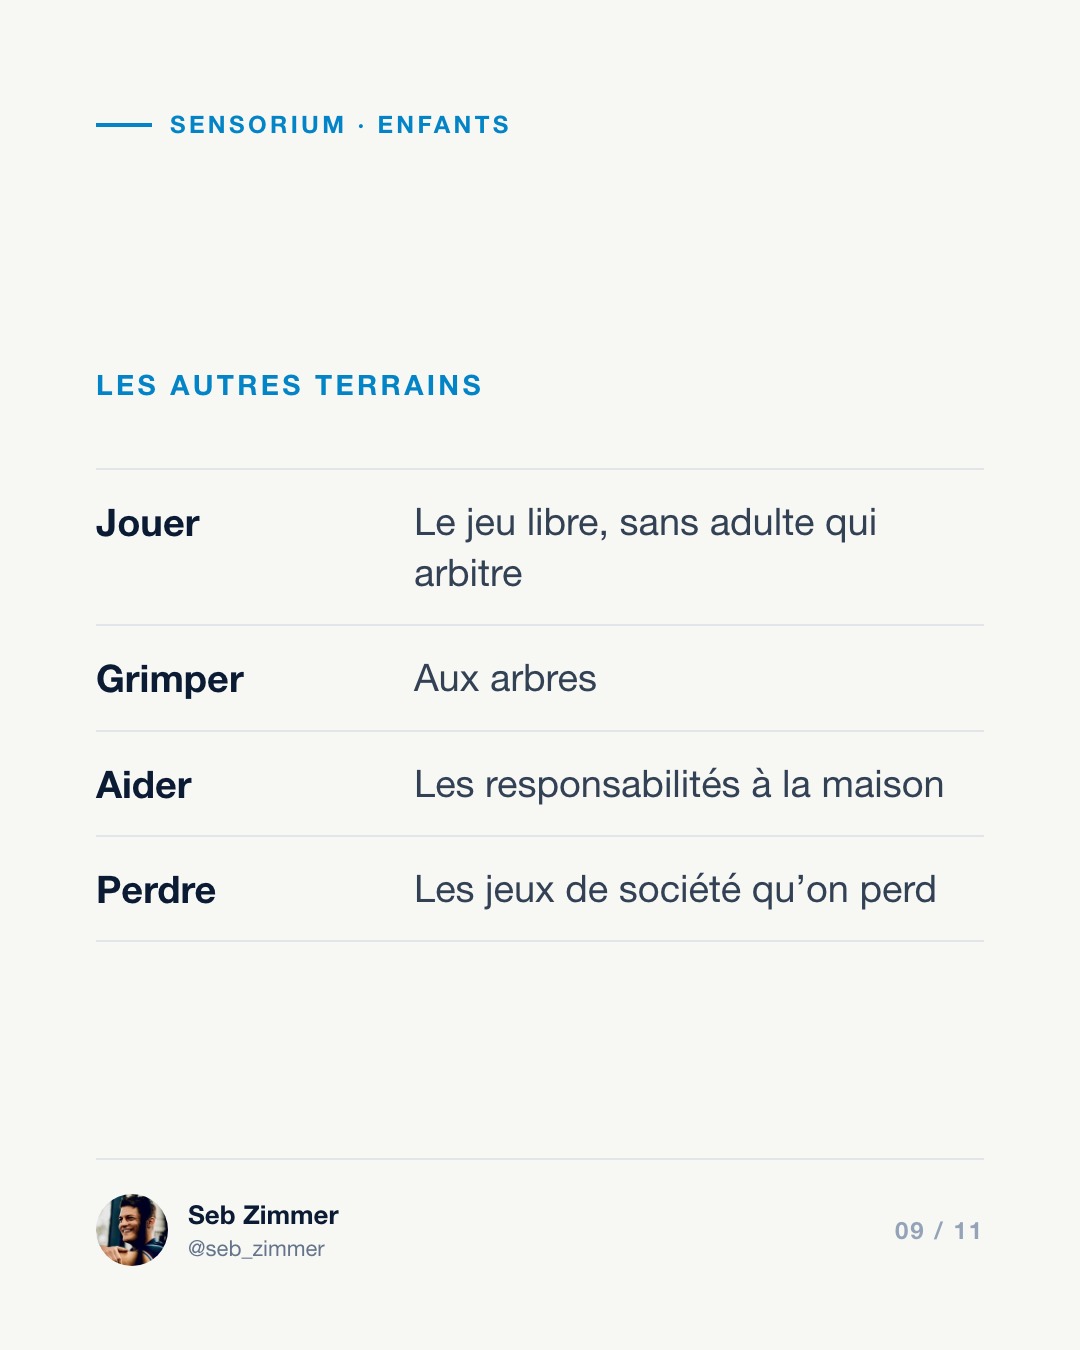 SENSORIUM · ENFANTS
LES AUTRES TERRAINS
Jouer
Le jeu libre, sans adulte qui
arbitre
Grimper
Aux arbres
Aider
Les responsabilités à la maison
Perdre
Les jeux de société qu’on perd
Seb Zimmer
@seb_zimmer
09 / 11